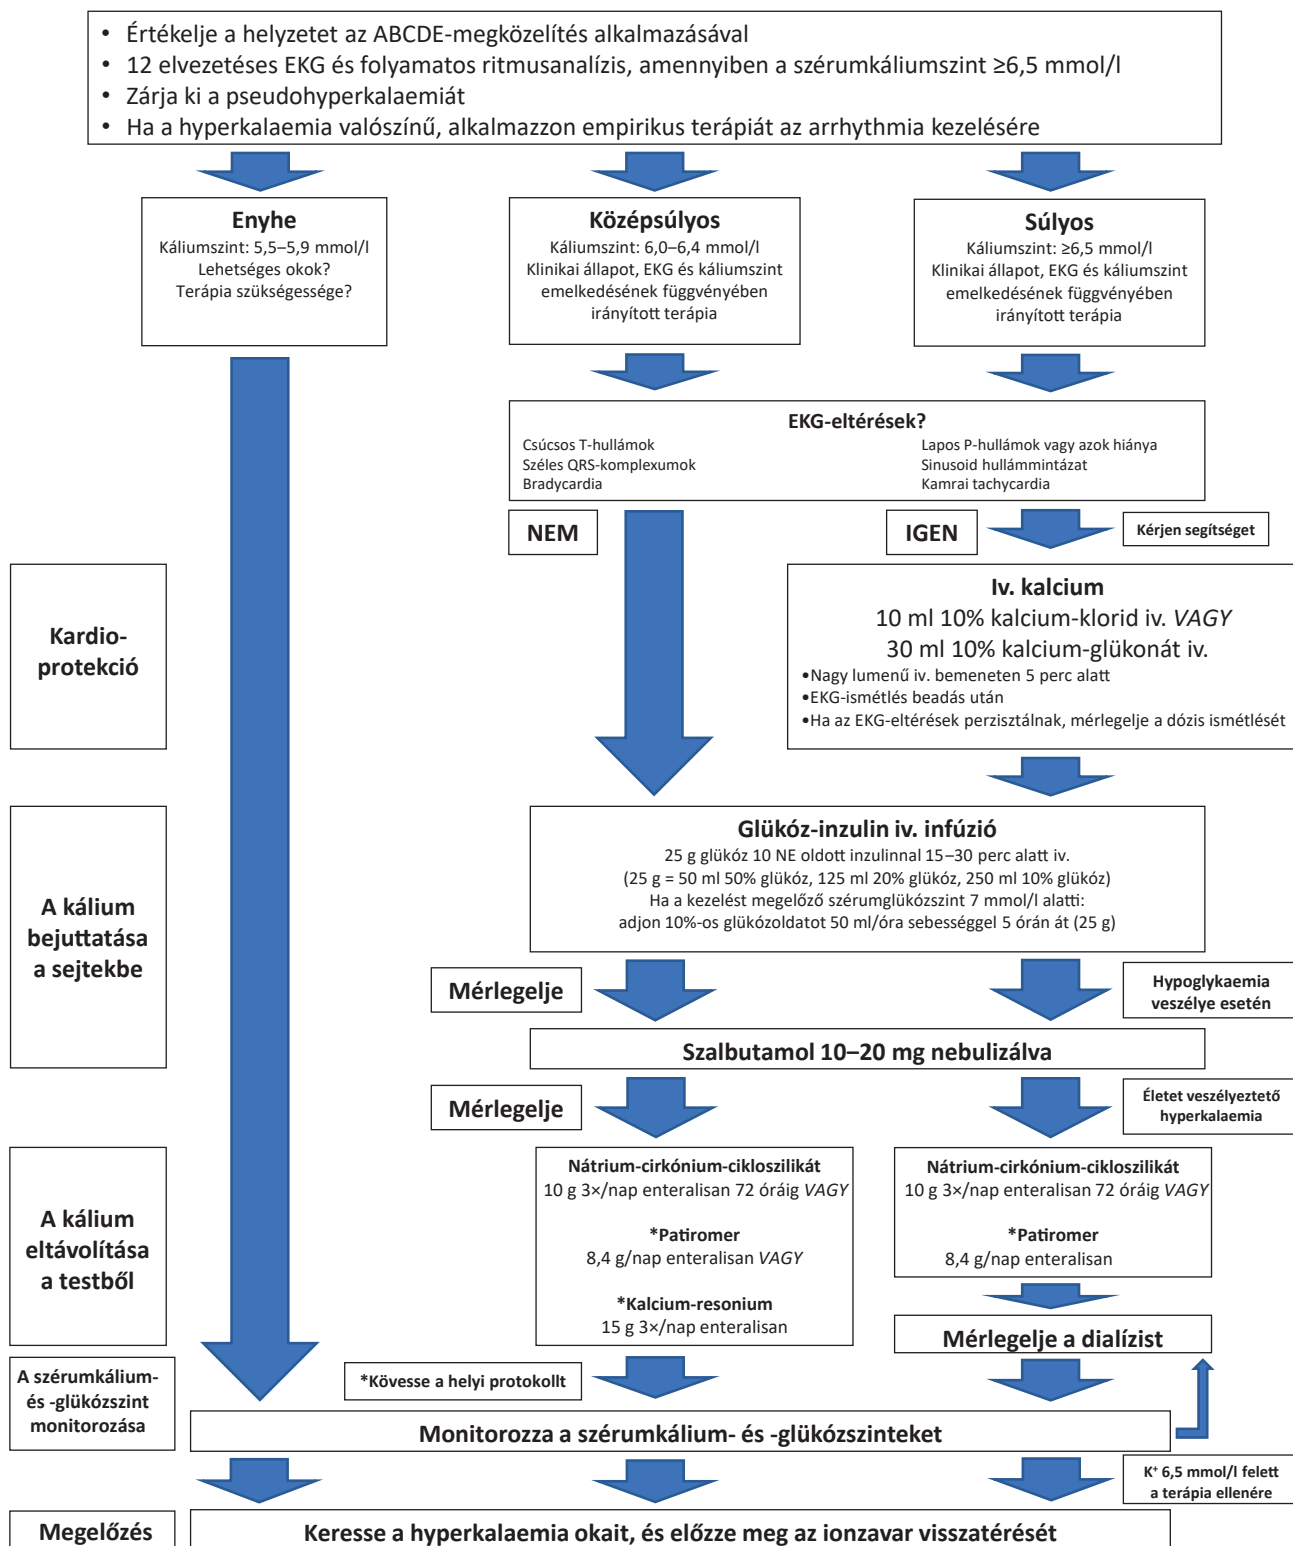 • Értékelje a helyzetet az ABCDE-megközelítés alkalmazásával
• 12 elvezetéses EKG és folyamatos ritmusanalízis, amennyiben a szérumkáliumszint ≥6,5 mmol/l
• Zárja ki a pseudohyperkalaemiát
• Ha a hyperkalaemia valószínű, alkalmazzon empirikus terápiát az arrhythmia kezelésére
Enyhe
Káliumszint: 5,5–5,9 mmol/l
Lehetséges okok?
Terápia szükségessége?
Középsúlyos
Káliumszint: 6,0–6,4 mmol/l
Klinikai állapot, EKG és káliumszint
emelkedésének függvényében
irányított terápia
Súlyos
Káliumszint: ≥6,5 mmol/l
Klinikai állapot, EKG és káliumszint
emelkedésének függvényében
irányított terápia
EKG-eltérések?
Csúcsos T-hullámok
Széles QRS-komplexumok
Bradycardia
Lapos P-hullámok vagy azok hiánya
Sinusoid hullámmintázat
Kamrai tachycardia
NEM
IGEN
Kérjen segítséget
Kardio-
protekció
Iv. kalcium
10 ml 10% kalcium-klorid iv. VAGY
30 ml 10% kalcium-glükonát iv.
•Nagy lumenű iv. bemeneten 5 perc alatt
•EKG-ismétlés beadás után
•Ha az EKG-eltérések perzisztálnak, mérlegelje a dózis ismétlését
A kálium
bejuttatása
a sejtekbe
Glükóz-inzulin iv. infúzió
25 g glükóz 10 NE oldott inzulinnal 15–30 perc alatt iv.
(25 g = 50 ml 50% glükóz, 125 ml 20% glükóz, 250 ml 10% glükóz)
Ha a kezelést megelőző szérumglükózszint 7 mmol/l alatti:
adjon 10%-os glükózoldatot 50 ml/óra sebességgel 5 órán át (25 g)
Mérlegelje
Hypoglykaemia
veszélye esetén
Szalbutamol 10–20 mg nebulizálva
Mérlegelje
Életet veszélyeztető
hyperkalaemia
A kálium
eltávolítása
a testből
Nátrium-cirkónium-cikloszilikát
10 g 3×/nap enteralisan 72 óráig VAGY
*Patiromer
8,4 g/nap enteralisan VAGY
*Kalcium-resonium
15 g 3×/nap enteralisan
Nátrium-cirkónium-cikloszilikát
10 g 3×/nap enteralisan 72 óráig VAGY
*Patiromer
8,4 g/nap enteralisan
Mérlegelje a dialízist
A szérumkálium-
és -glükózszint
monitorozása
*Kövesse a helyi protokollt
Monitorozza a szérumkálium- és -glükózszinteket
K⁺ 6,5 mmol/l felett
a terápia ellenére
Megelőzés
Keresse a hyperkalaemia okait, és előzze meg az ionzavar visszatérését